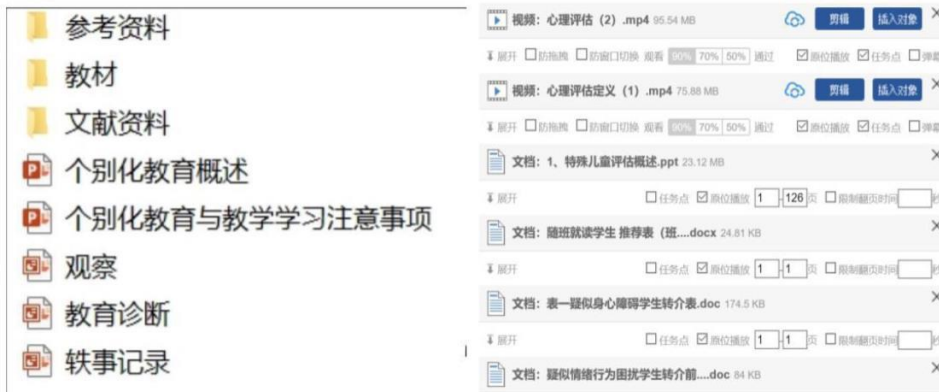 参考资料
教材
文献资料
个别化教育概述
个别化教育与教学学习注意事项
观察
教育诊断
轶事记录
视频：心理评估（2）.mp4 95.54 MB 剪辑 插入对象
展开 防拖拽 防窗口切换 观看 90% 70% 50% 通过 原位播放 任务点 弹幕
视频：心理评估定义（1）.mp4 75.88 MB 剪辑 插入对象
展开 防拖拽 防窗口切换 观看 90% 70% 50% 通过 原位播放 任务点 弹幕
文档：1、特殊儿童评估概述.ppt 23.12 MB
展开 任务点 原位播放 1 - 126 页 限制翻页时间 秒
文档：随班就读学生 推荐表（班....docx 24.81 KB
展开 任务点 原位播放 1 - 1 页 限制翻页时间 秒
文档：表一疑似身心障碍学生转介表.doc 174.5 KB
展开 任务点 原位播放 1 - 1 页 限制翻页时间 秒
文档：疑似情绪行为困扰学生转介前....doc 84 KB